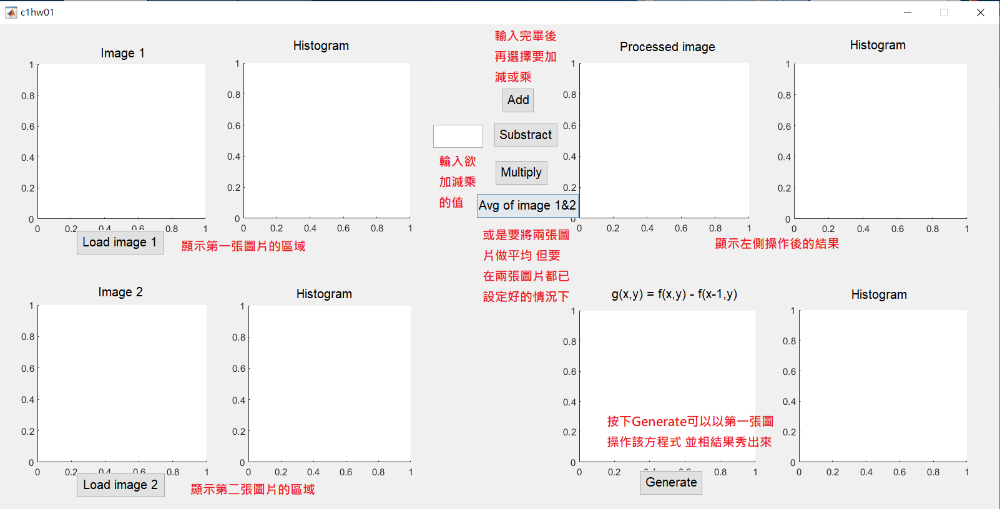 c1hw01
Image 1
1
0.8
0.6
0.4
0.2
0
0 0.2 0.4 0.6 0.8 1
Load image 1
顯示第一張圖片的區域
Histogram
1
0.8
0.6
0.4
0.2
0
0 0.2 0.4 0.6 0.8 1
輸入完畢後
再選擇要加
減或乘
Add
Substract
Multiply
Avg of image 1&2
輸入欲
加減乘
的值
或是要將兩張圖
片做平均 但要
在兩張圖片都已
設定好的情況下
Processed image
1
0.8
0.6
0.4
0.2
0
0 0.2 0.4 0.6 0.8 1
Histogram
1
0.8
0.6
0.4
0.2
0
0 0.2 0.4 0.6 0.8 1
顯示左側操作後的結果
Image 2
1
0.8
0.6
0.4
0.2
0
0 0.2 0.4 0.6 0.8 1
Load image 2
顯示第二張圖片的區域
Histogram
1
0.8
0.6
0.4
0.2
0
0 0.2 0.4 0.6 0.8 1
g(x,y) = f(x,y) - f(x-1,y)
1
0.8
0.6
0.4
0.2
0
0 0.2 0.4 0.6 0.8 1
按下Generate可以以第一張圖
操作該方程式 並相結果秀出來
Generate
Histogram
1
0.8
0.6
0.4
0.2
0
0 0.2 0.4 0.6 0.8 1